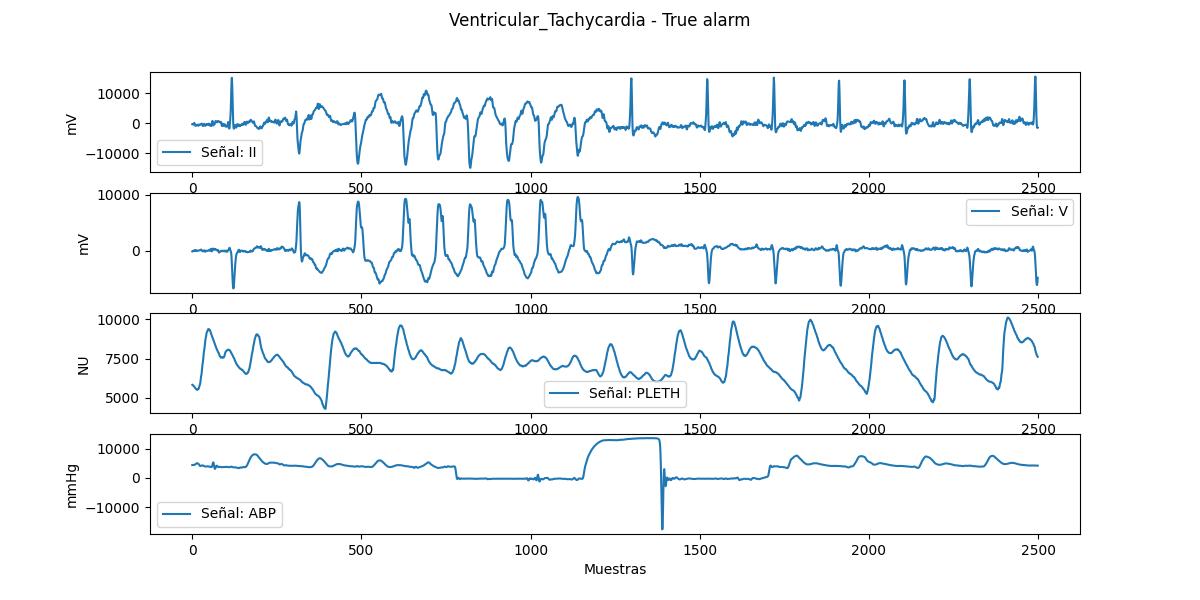 Ventricular_Tachycardia - True alarm
10000
0
−10000
mV
Señal: II
0 500 1000 1500 2000 2500
10000
0
mV
Señal: V
0 500 1000 1500 2000 2500
10000
7500
5000
NU
Señal: PLETH
0 500 1000 1500 2000 2500
10000
0
−10000
mmHg
Señal: ABP
0 500 1000 1500 2000 2500
Muestras